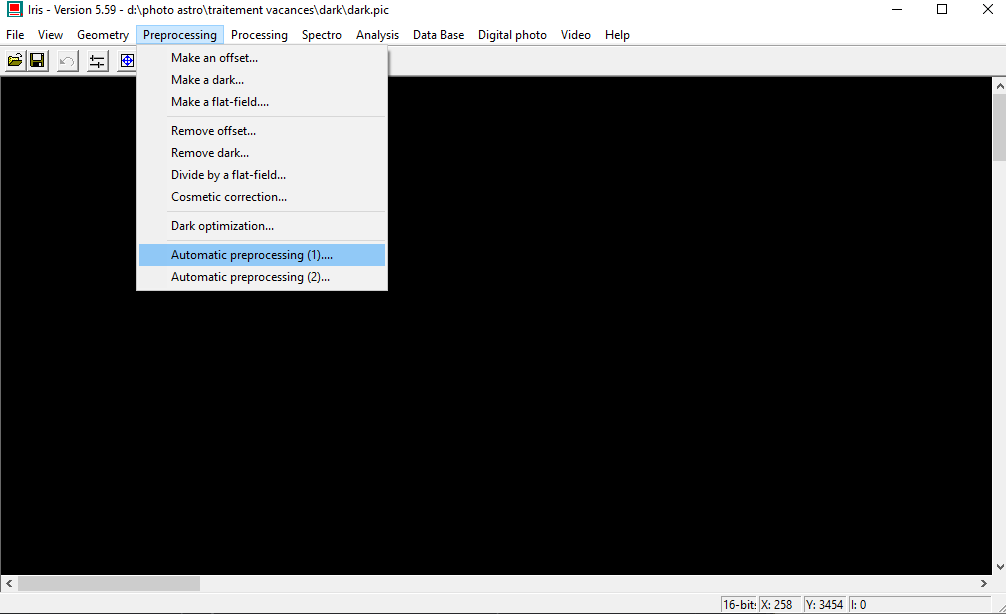 Iris - Version 5.59 - d:\photo astro\traitement vacances\dark\dark.pic
File View Geometry Preprocessing Processing Spectro Analysis Data Base Digital photo Video Help
Make an offset...
Make a dark...
Make a flat-field....
Remove offset...
Remove dark...
Divide by a flat-field...
Cosmetic correction...
Dark optimization...
Automatic preprocessing (1)....
Automatic preprocessing (2)...
16-bit: X: 258 Y: 3454 I: 0